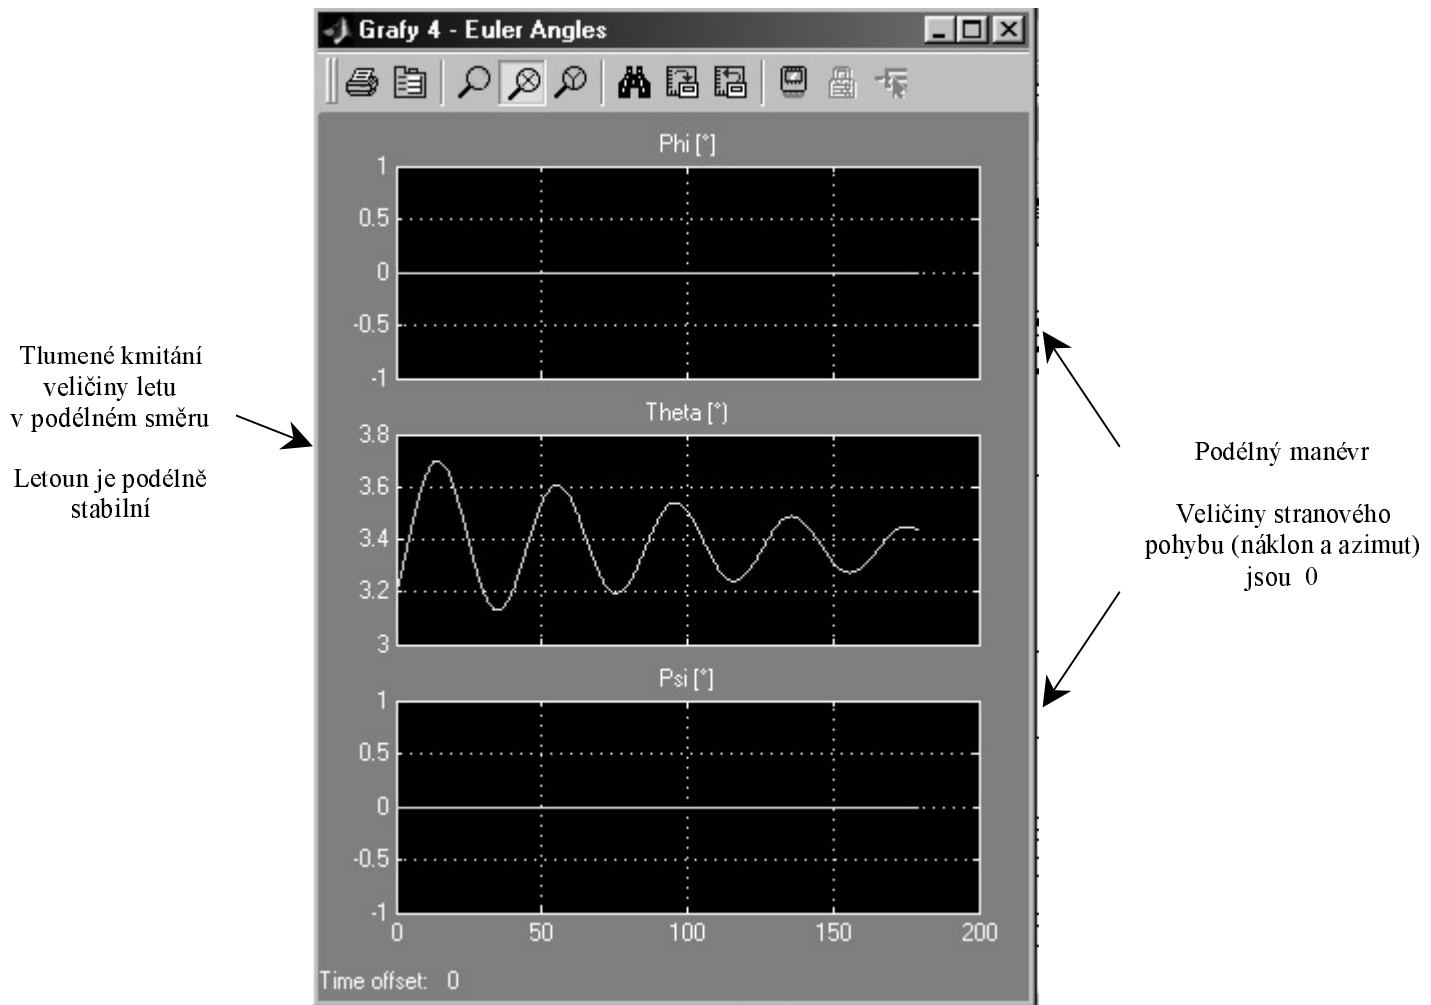 Grafy 4 - Euler Angles
Phi [°]
1
0.5
0
-0.5
-1
Tlumené kmitání
veličiny letu
v podélném směru
Letoun je podélně
stabilní
Theta [°]
3.8
3.6
3.4
3.2
3
Podélný manévr
Veličiny stranového
pohybu (náklon a azimut)
jsou 0
Psi [°]
1
0.5
0
-0.5
-1
0 50 100 150 200
Time offset: 0